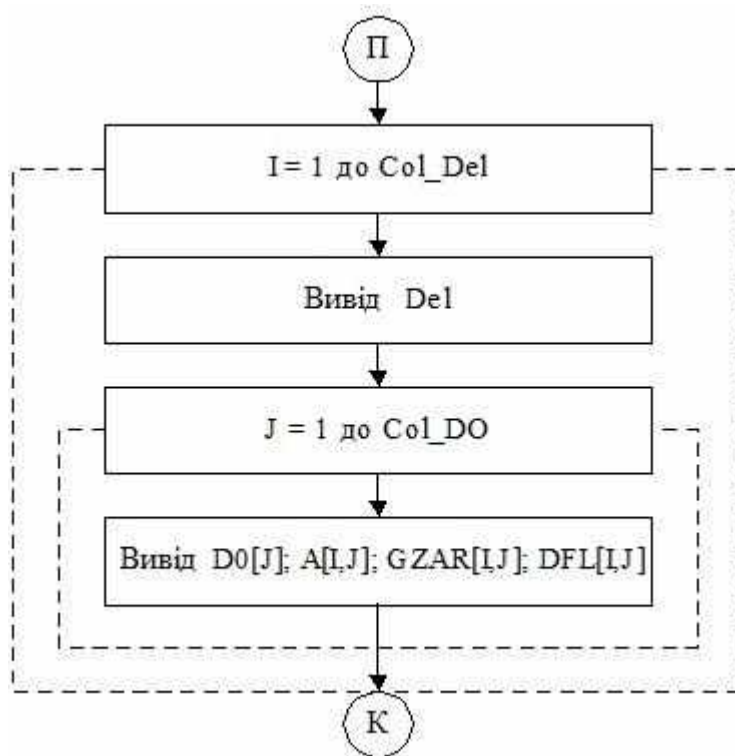 П
I = 1 до Col_Del
Вивід Del
J = 1 до Col_DO
Вивід D0[J]; A[I,J]; GZAR[I,J]; DFL[I,J]
К